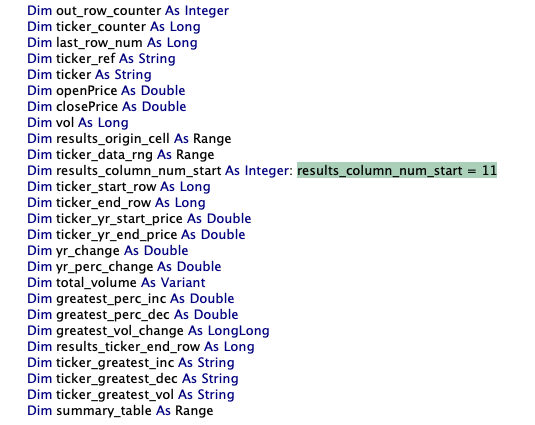 Dim out_row_counter As Integer
Dim ticker_counter As Long
Dim last_row_num As Long
Dim ticker_ref As String
Dim ticker As String
Dim openPrice As Double
Dim closePrice As Double
Dim vol As Long
Dim results_origin_cell As Range
Dim ticker_data_rng As Range
Dim results_column_num_start As Integer: results_column_num_start = 11
Dim ticker_start_row As Long
Dim ticker_end_row As Long
Dim ticker_yr_start_price As Double
Dim ticker_yr_end_price As Double
Dim yr_change As Double
Dim yr_perc_change As Double
Dim total_volume As Variant
Dim greatest_perc_inc As Double
Dim greatest_perc_dec As Double
Dim greatest_vol_change As LongLong
Dim results_ticker_end_row As Long
Dim ticker_greatest_inc As String
Dim ticker_greatest_dec As String
Dim ticker_greatest_vol As String
Dim summary_table As Range